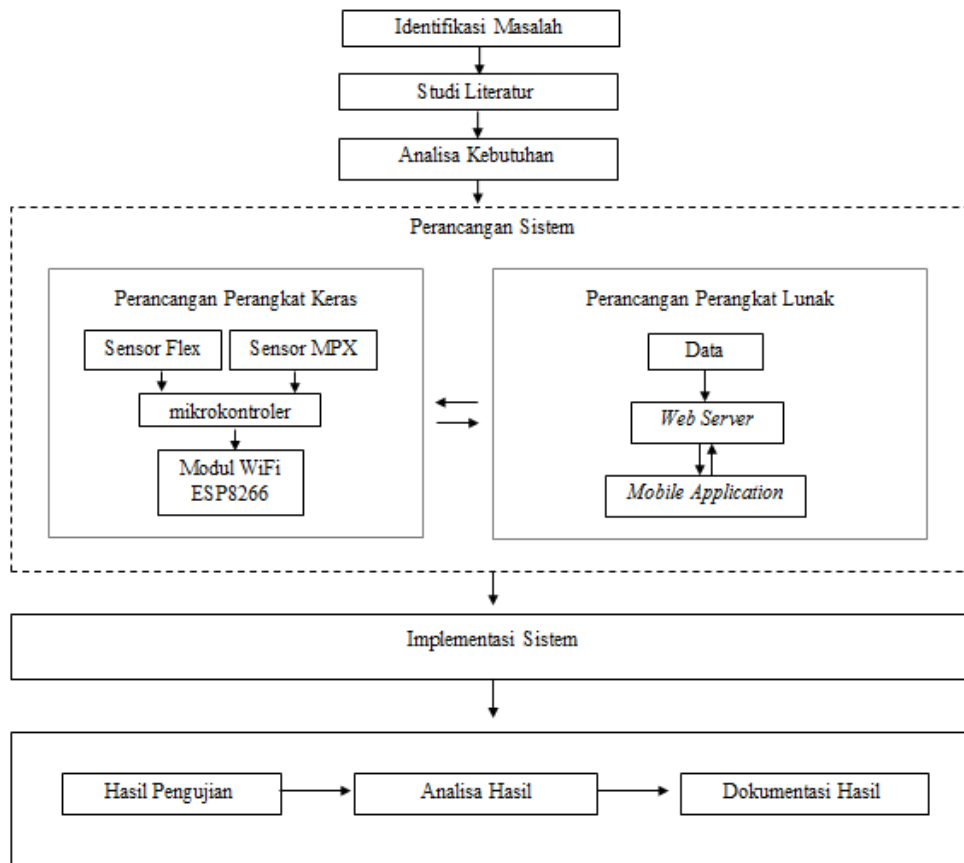 Identifikasi Masalah
Studi Literatur
Analisa Kebutuhan
Perancangan Sistem
Perancangan Perangkat Keras
Sensor Flex
Sensor MPX
mikrokontroler
Modul WiFi
ESP8266
Perancangan Perangkat Lunak
Data
Web Server
Mobile Application
Implementasi Sistem
Hasil Pengujian
Analisa Hasil
Dokumentasi Hasil